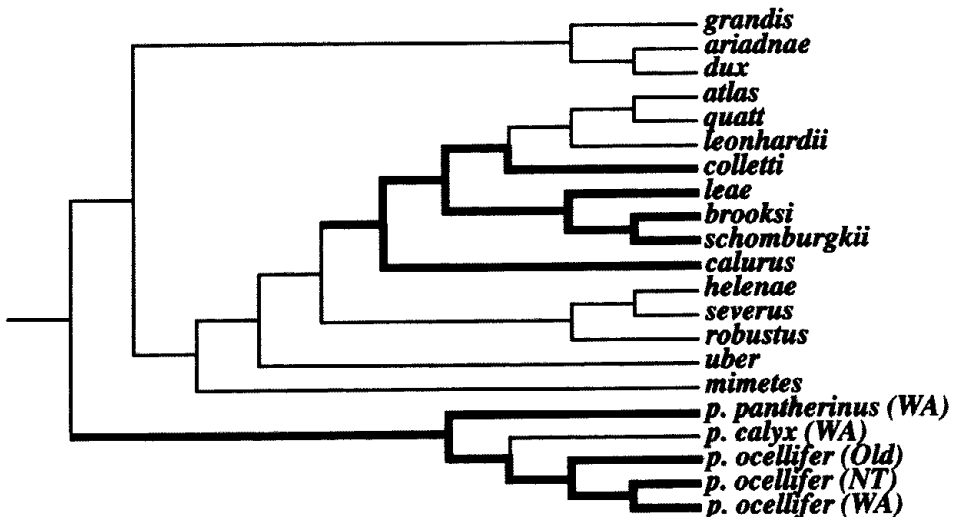 grandis
ariadnae
dux
atlas
quatt
leonhardii
colletti
leae
brooksi
schomburgkii
calurus
helenae
severus
robustus
uber
mimetes
p. pantherinus (WA)
p. calyx (WA)
p. ocellifer (Old)
p. ocellifer (NT)
p. ocellifer (WA)